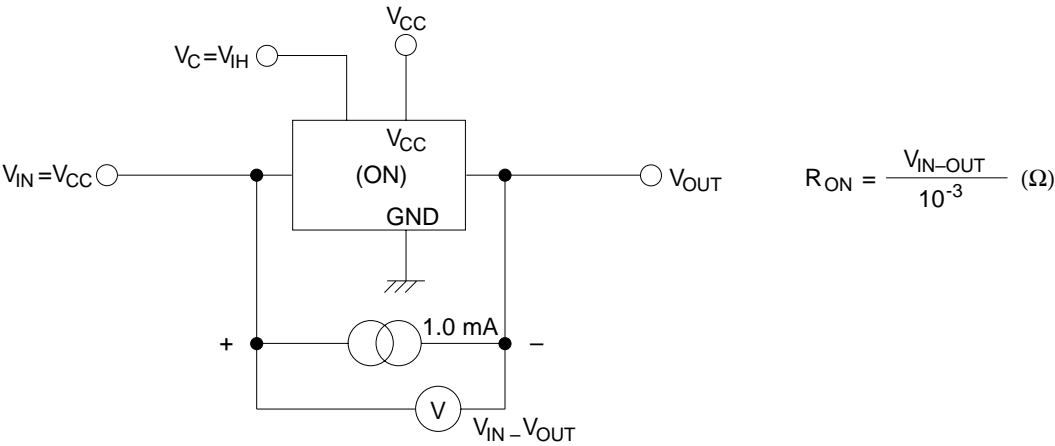 VCC
VC=VIH
VCC
VIN=VCC
(ON)
VOUT
GND
RON = VIN–OUT / 10-3 (Ω)
+
1.0 mA
–
V
VIN – VOUT